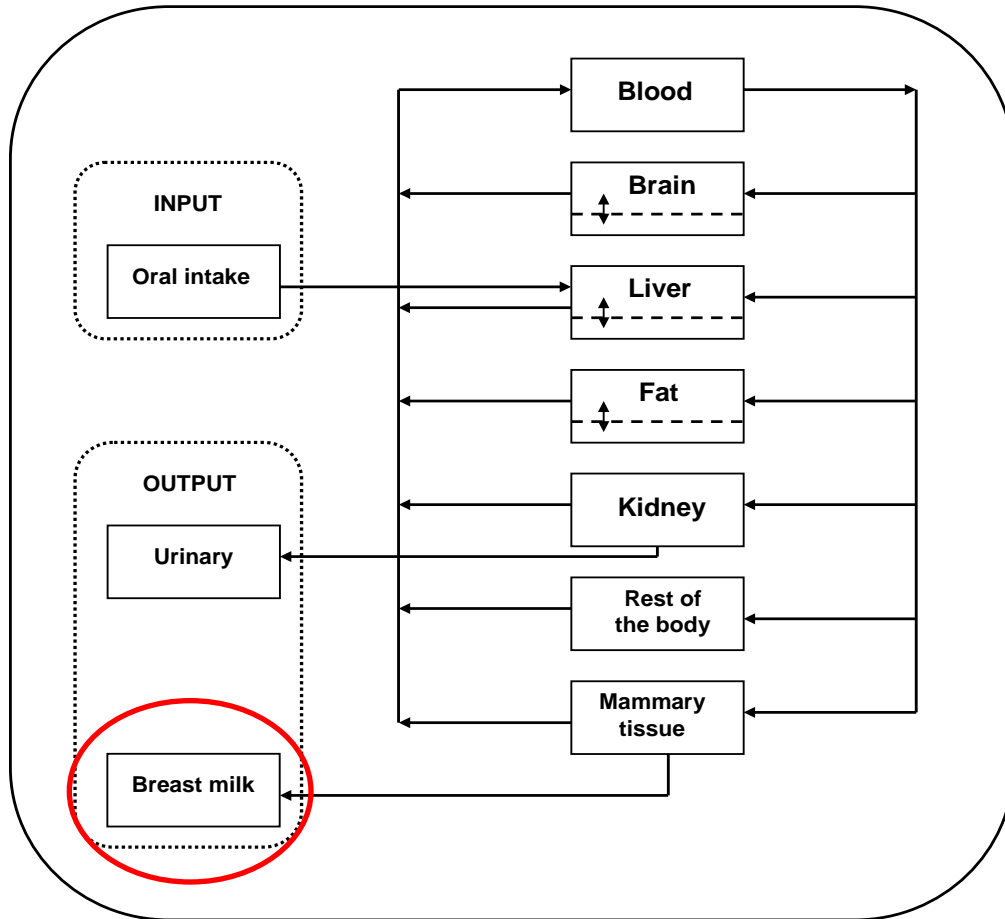 Blood
Brain
INPUT
Oral intake
Liver
Fat
OUTPUT
Kidney
Urinary
Rest of
the body
Mammary
tissue
Breast milk